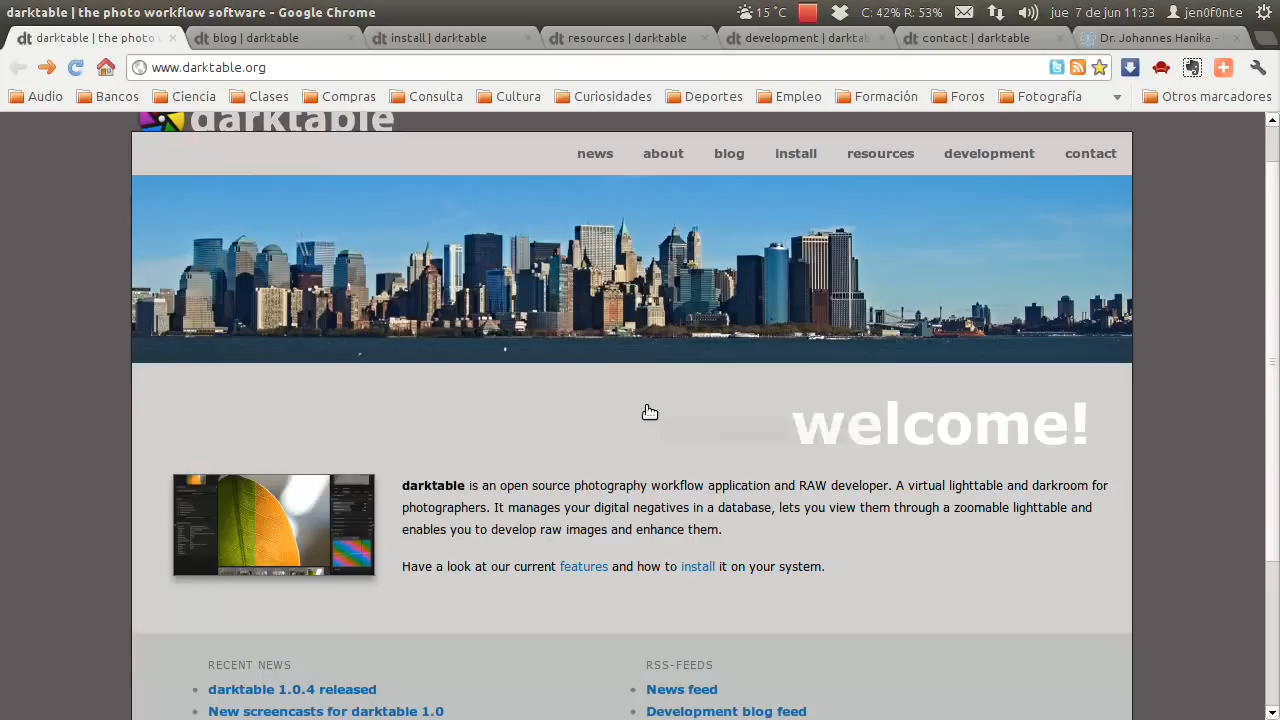 darktable | the photo workflow software - Google Chrome
15 °C
C: 42% R: 53%
jue 7 de jun 11:33
jen0f0nte
dt darktable | the photo
dt blog | darktable
dt install | darktable
dt resources | darktable
dt development | darktab
dt contact | darktable
Dr. Johannes Hanika -
www.darktable.org
Audio
Bancos
Ciencia
Clases
Compras
Consulta
Cultura
Curiosidades
Deportes
Empleo
Formación
Foros
Fotografía
Otros marcadores
darktable
news about blog install resources development contact
welcome!
darktable is an open source photography workflow application and RAW developer. A virtual lighttable and darkroom for
photographers. It manages your digital negatives in a database, lets you view them through a zoomable lighttable and
enables you to develop raw images and enhance them.
Have a look at our current features and how to install it on your system.
RECENT NEWS
darktable 1.0.4 released
New screencasts for darktable 1.0
RSS-FEEDS
News feed
Development blog feed